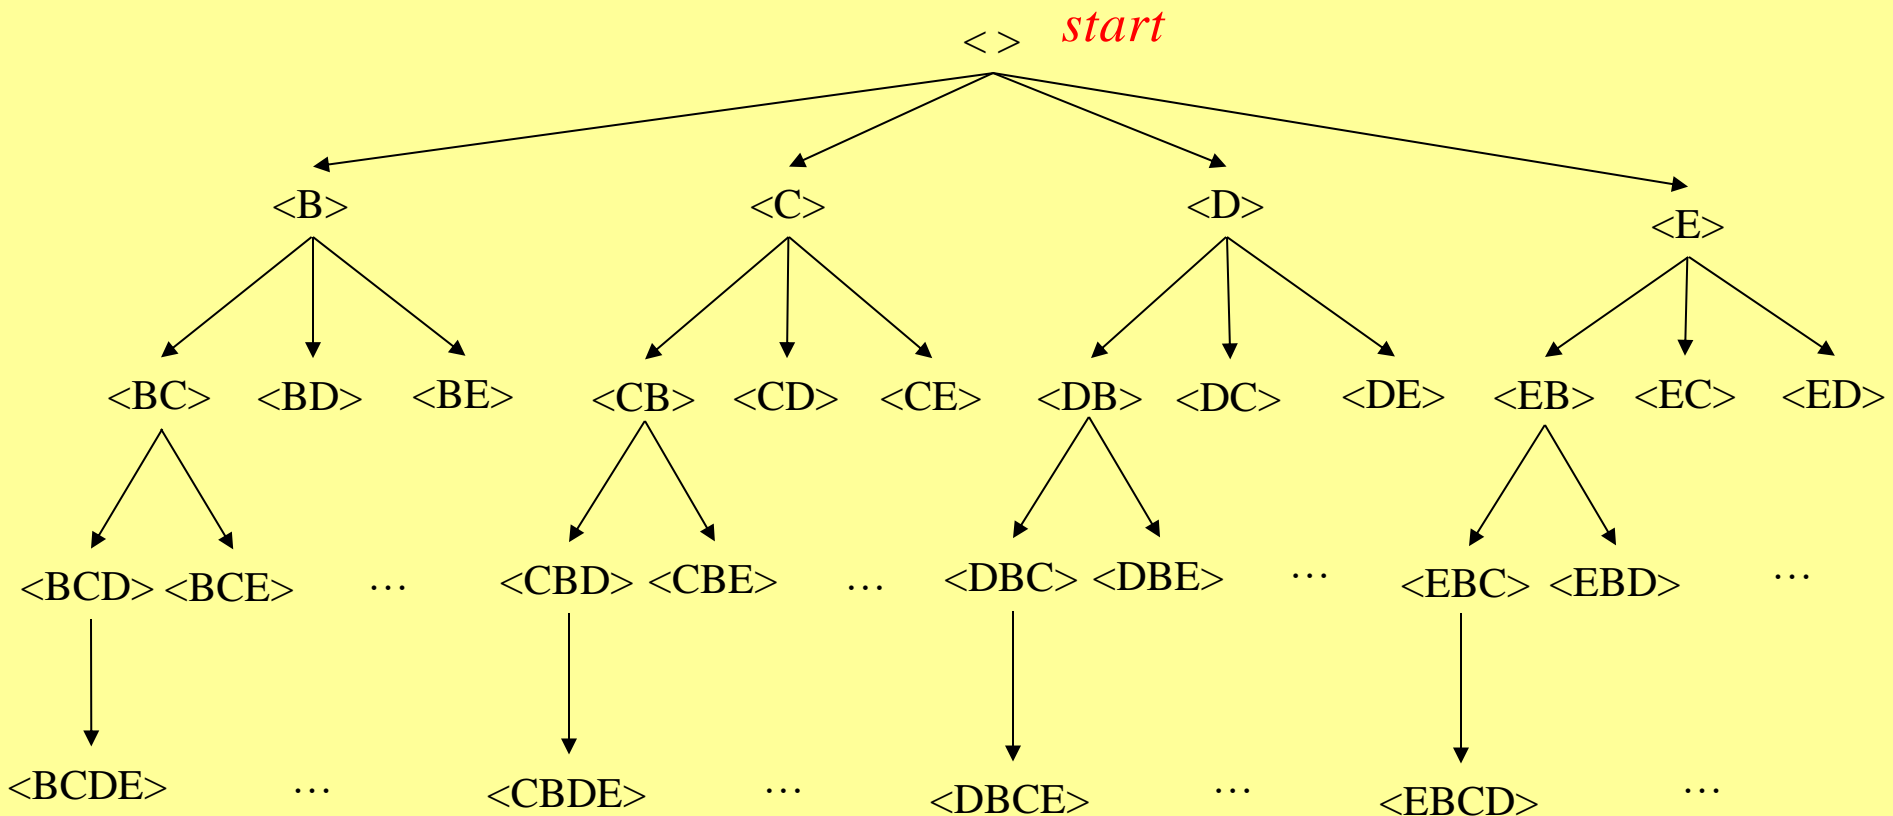 < > start
<B> <C> <D> <E>
<BC> <BD> <BE> <CB> <CD> <CE> <DB> <DC> <DE> <EB> <EC> <ED>
<BCD> <BCE> … <CBD> <CBE> … <DBC> <DBE> … <EBC> <EBD> …
<BCDE> … <CBDE> … <DBCE> … <EBCD> …